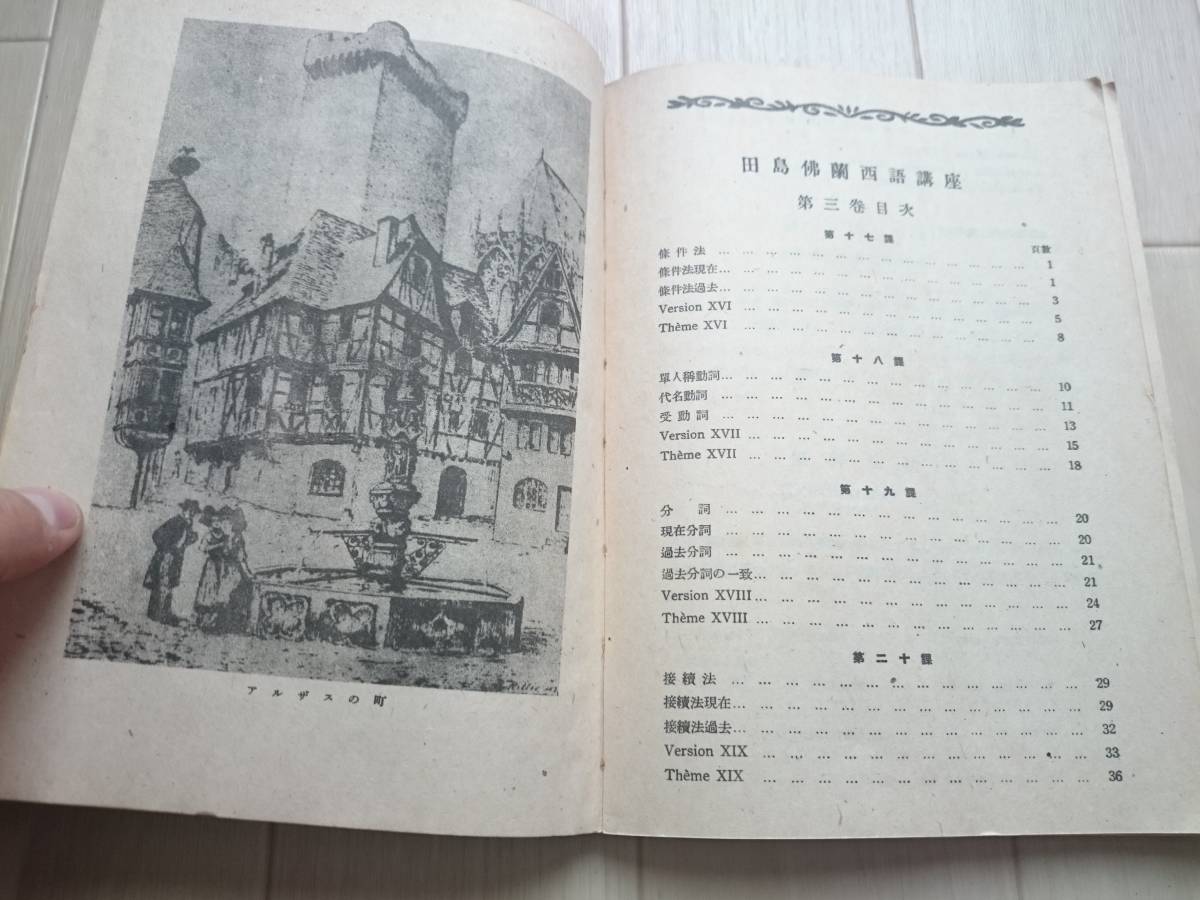 アルザスの町
田島佛蘭西語講座
第三卷目次
第十七課
頁數
條件法 … … … … … … … … … … … 1
條件法現在… … … … … … … … … … … 1
條件法過去… … … … … … … … … … … 3
Version XVI … … … … … … … … … … 5
Thème XVI … … … … … … … … … … 8
第十八課
單人稱動詞… … … … … … … … … … … 10
代名動詞 … … … … … … … … … … … 11
受動詞 … … … … … … … … … … … 13
Version XVII … … … … … … … … … … 15
Thème XVII … … … … … … … … … … 18
第十九課
分詞 … … … … … … … … … … … 20
現在分詞 … … … … … … … … … … … 20
過去分詞 … … … … … … … … … … … 21
過去分詞の一致… … … … … … … … … … 21
Version XVIII… … … … … … … … … … 24
Thème XVIII … … … … … … … … … … 27
第二十課
接續法 … … … … … … … … … … … 29
接續法現在… … … … … … … … … … … 29
接續法過去… … … … … … … … … … … 32
Version XIX … … … … … … … … … … 33
Thème XIX … … … … … … … … … … 36